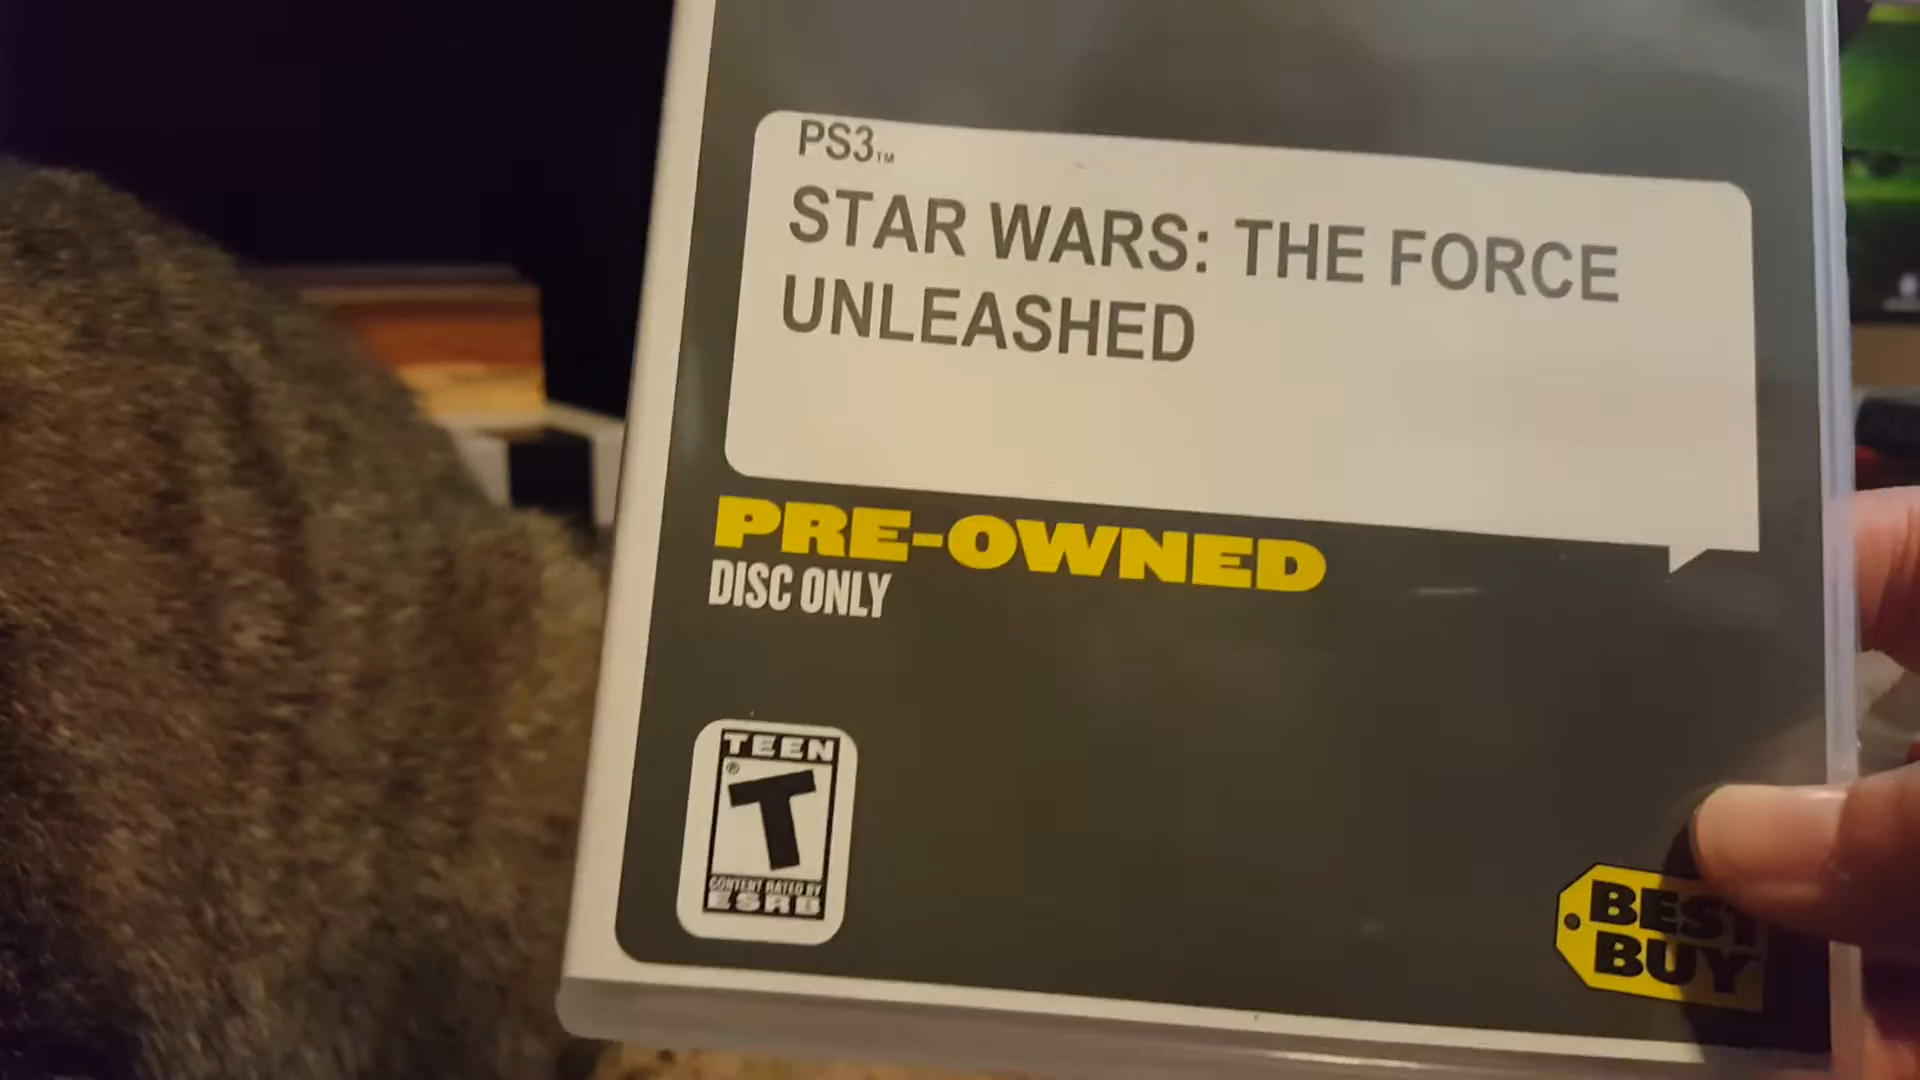 PS3™
STAR WARS: THE FORCE
UNLEASHED
PRE-OWNED
DISC ONLY
TEEN
®
T
CONTENT RATED BY
ESRB
BEST
BUY